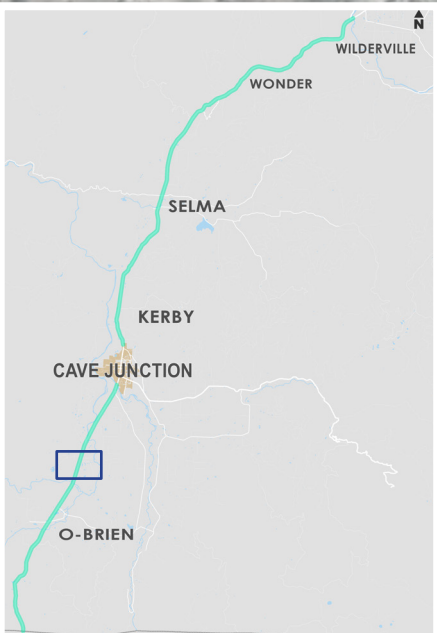 N
WILDERVILLE
WONDER
SELMA
KERBY
CAVE JUNCTION
O-BRIEN